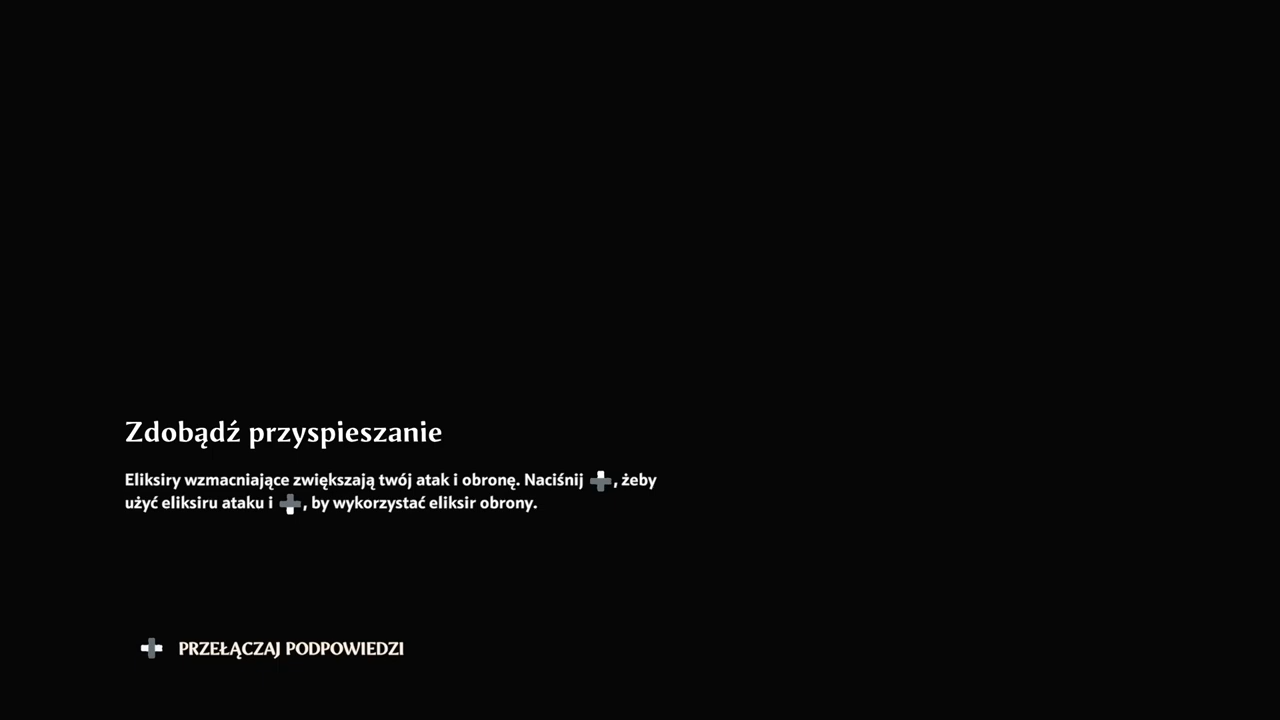 Zdobądź przyspieszanie
Eliksiry wzmacniające zwiększają twój atak i obronę. Naciśnij , żeby
użyć eliksiru ataku i , by wykorzystać eliksir obrony.
PRZEŁĄCZAJ PODPOWIEDZI